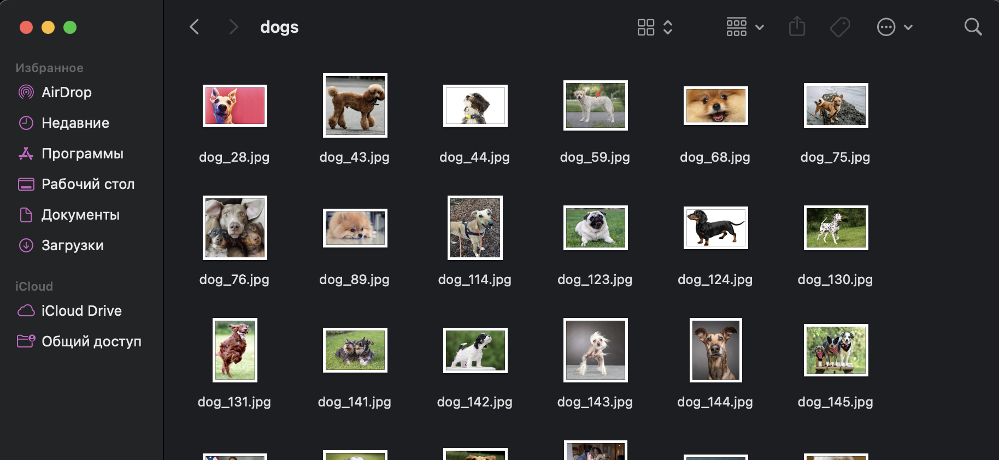 dogs
Избранное
AirDrop
Недавние
Программы
Рабочий стол
Документы
Загрузки
iCloud
iCloud Drive
Общий доступ
dog_28.jpg
dog_43.jpg
dog_44.jpg
dog_59.jpg
dog_68.jpg
dog_75.jpg
dog_76.jpg
dog_89.jpg
dog_114.jpg
dog_123.jpg
dog_124.jpg
dog_130.jpg
dog_131.jpg
dog_141.jpg
dog_142.jpg
dog_143.jpg
dog_144.jpg
dog_145.jpg